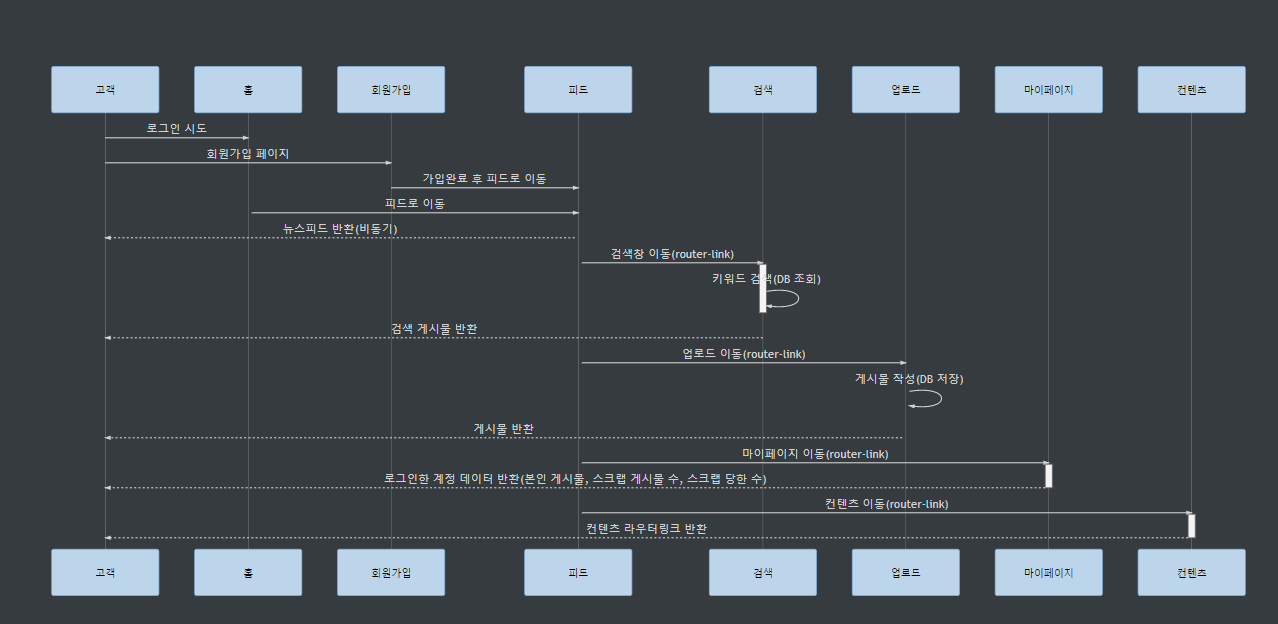 고객
홈
회원가입
피드
검색
업로드
마이페이지
컨텐츠
로그인 시도
회원가입 페이지
가입완료 후 피드로 이동
피드로 이동
뉴스피드 반환(비동기)
검색창 이동(router-link)
키워드 검색(DB 조회)
검색 게시물 반환
업로드 이동(router-link)
게시물 작성(DB 저장)
게시물 반환
마이페이지 이동(router-link)
로그인한 계정 데이터 반환(본인 게시물, 스크랩 게시물 수, 스크랩 당한 수)
컨텐츠 이동(router-link)
컨텐츠 라우터링크 반환
고객
홈
회원가입
피드
검색
업로드
마이페이지
컨텐츠